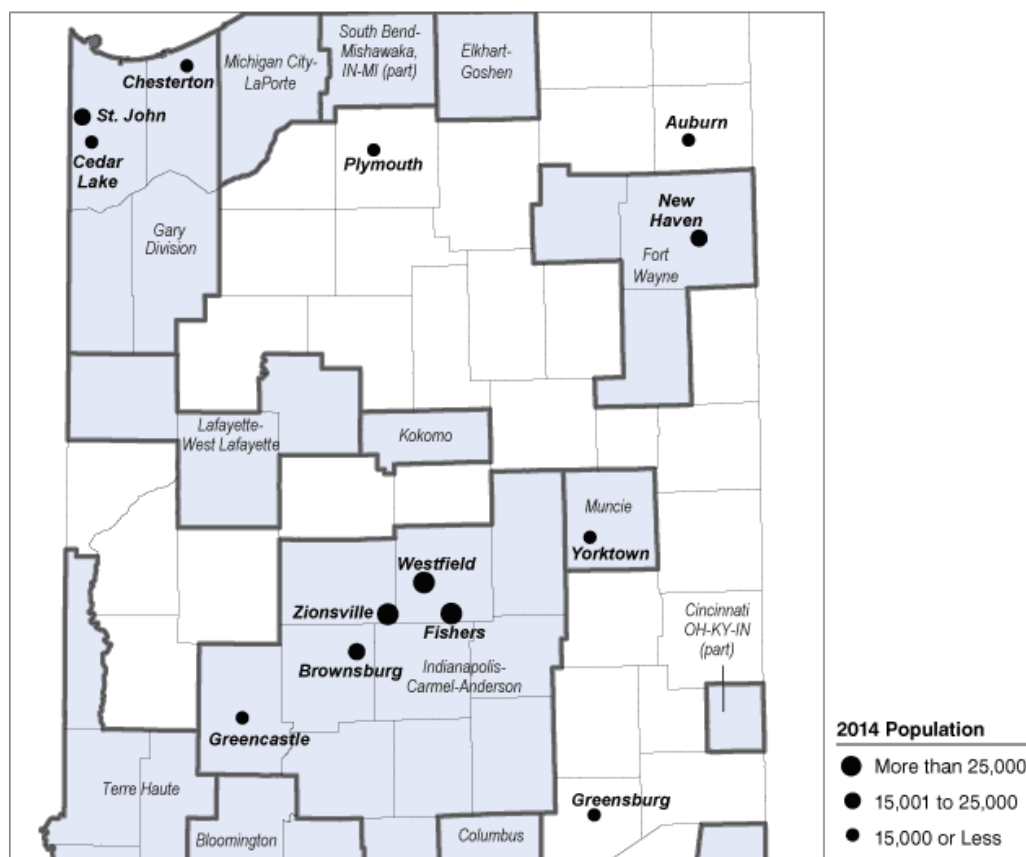 South Bend-
Mishawaka,
IN-MI (part)
Elkhart-
Goshen
Michigan City-
LaPorte
Chesterton
St. John
Cedar
Lake
Plymouth
Auburn
New
Haven
Fort
Wayne
Gary
Division
Lafayette-
West Lafayette
Kokomo
Muncie
Yorktown
Westfield
Zionsville
Fishers
Brownsburg
Indianapolis-
Carmel-Anderson
Cincinnati
OH-KY-IN
(part)
Greencastle
Terre Haute
Bloomington
Columbus
Greensburg
2014 Population
More than 25,000
15,001 to 25,000
15,000 or Less